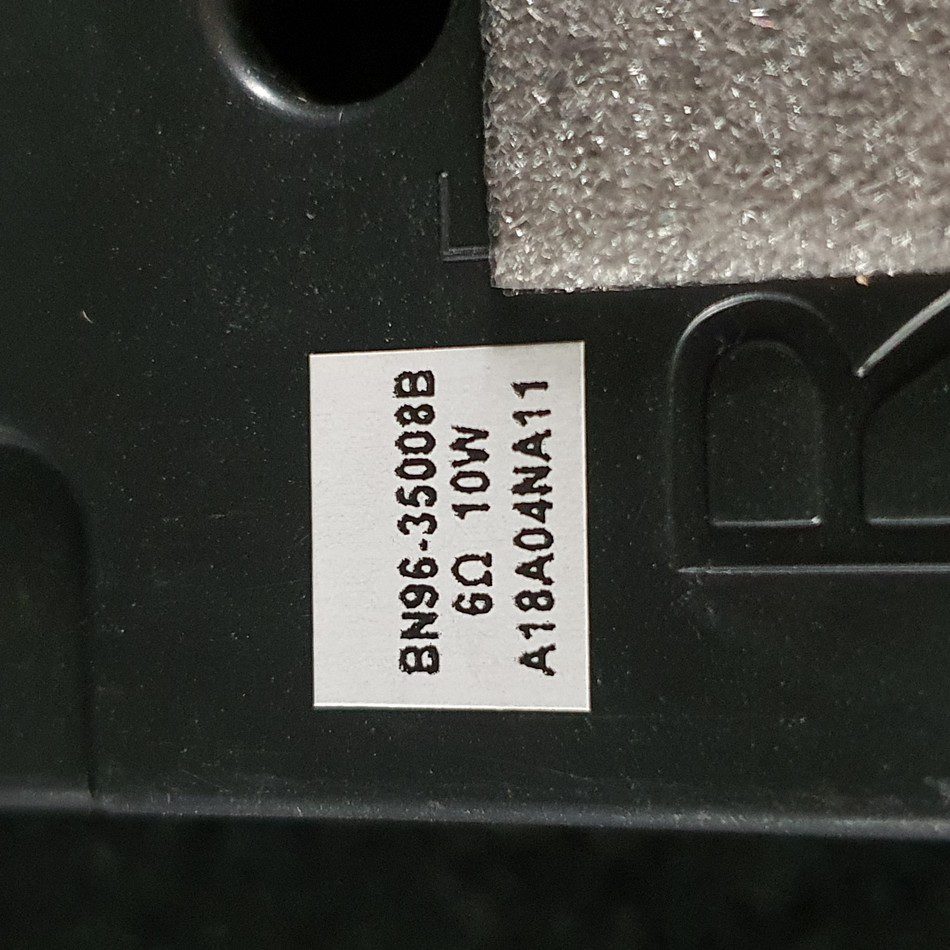 BN96-35008B
6Ω 10W
A18A04NA11
R